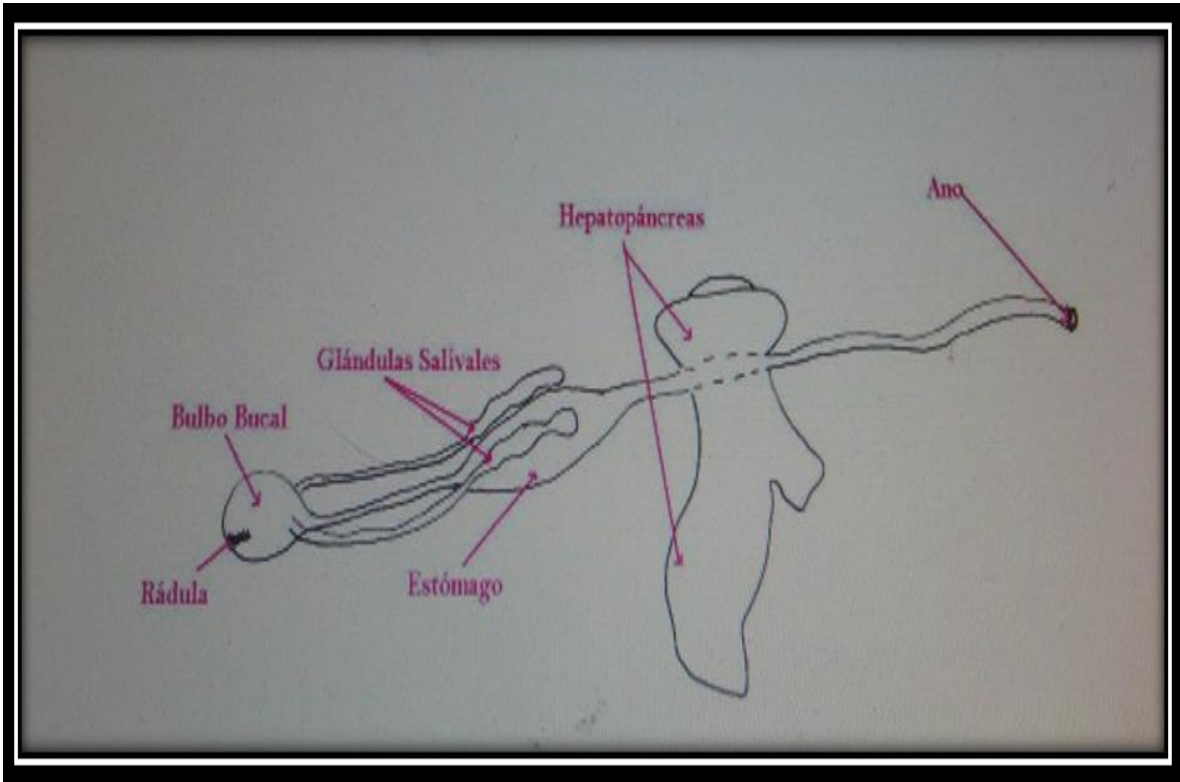 Ano
Hepatopáncreas
Glándulas Salivales
Bulbo Bucal
Estómago
Rádula